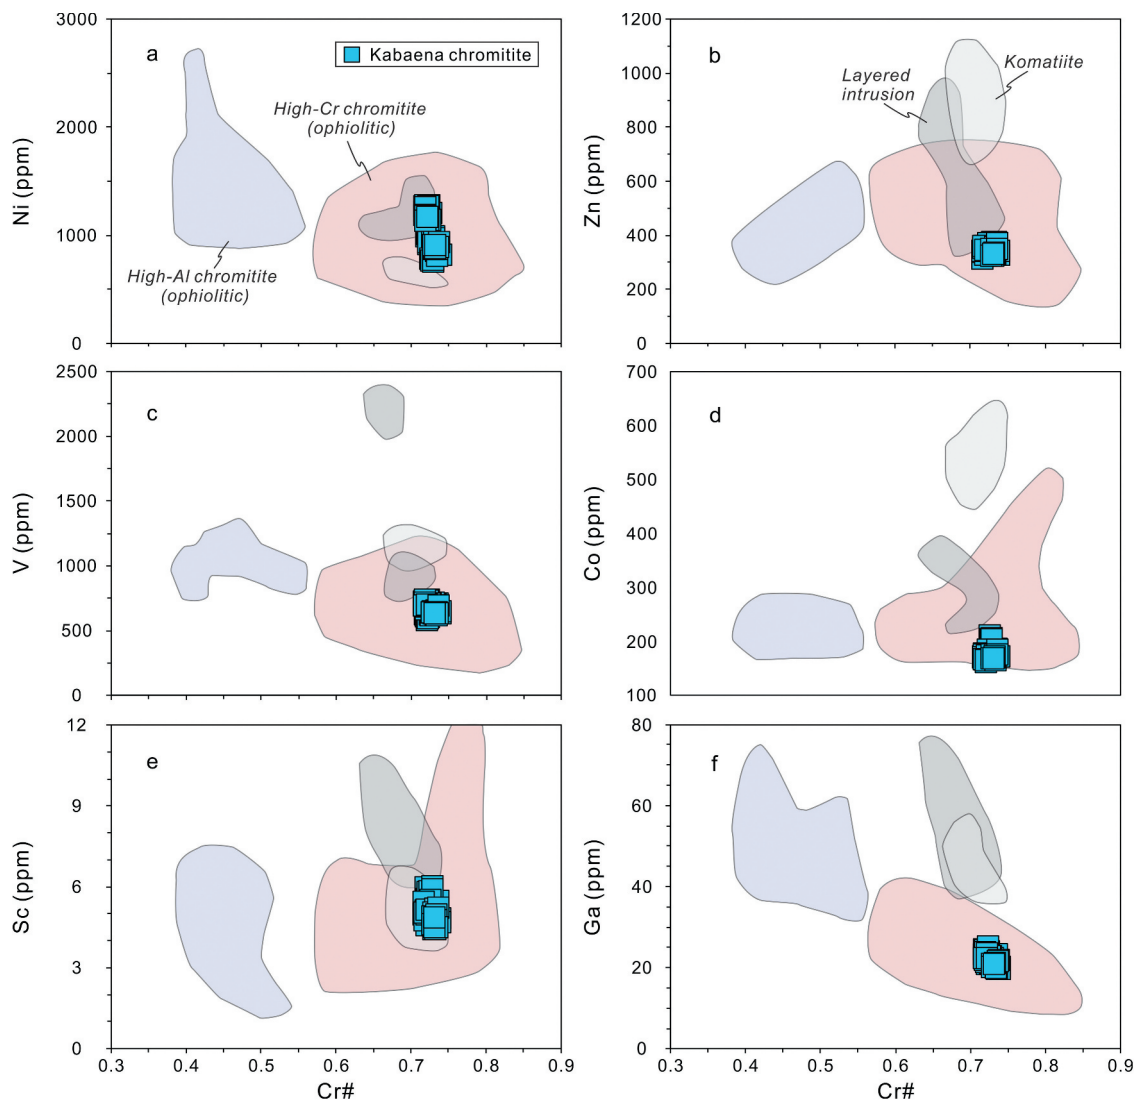 a
Kabaena chromitite
High-Cr chromitite
(ophiolitic)
High-Al chromitite
(ophiolitic)
Ni (ppm)
3000
2000
1000
0
b
Layered
intrusion
Komatiite
Zn (ppm)
1200
1000
800
600
400
200
0
c
V (ppm)
2500
2000
1500
1000
500
0
d
Co (ppm)
700
600
500
400
300
200
100
e
Sc (ppm)
12
9
6
3
0
0.3
0.4
0.5
0.6
0.7
0.8
0.9
Cr#
f
Ga (ppm)
80
60
40
20
0
0.3
0.4
0.5
0.6
0.7
0.8
0.9
Cr#